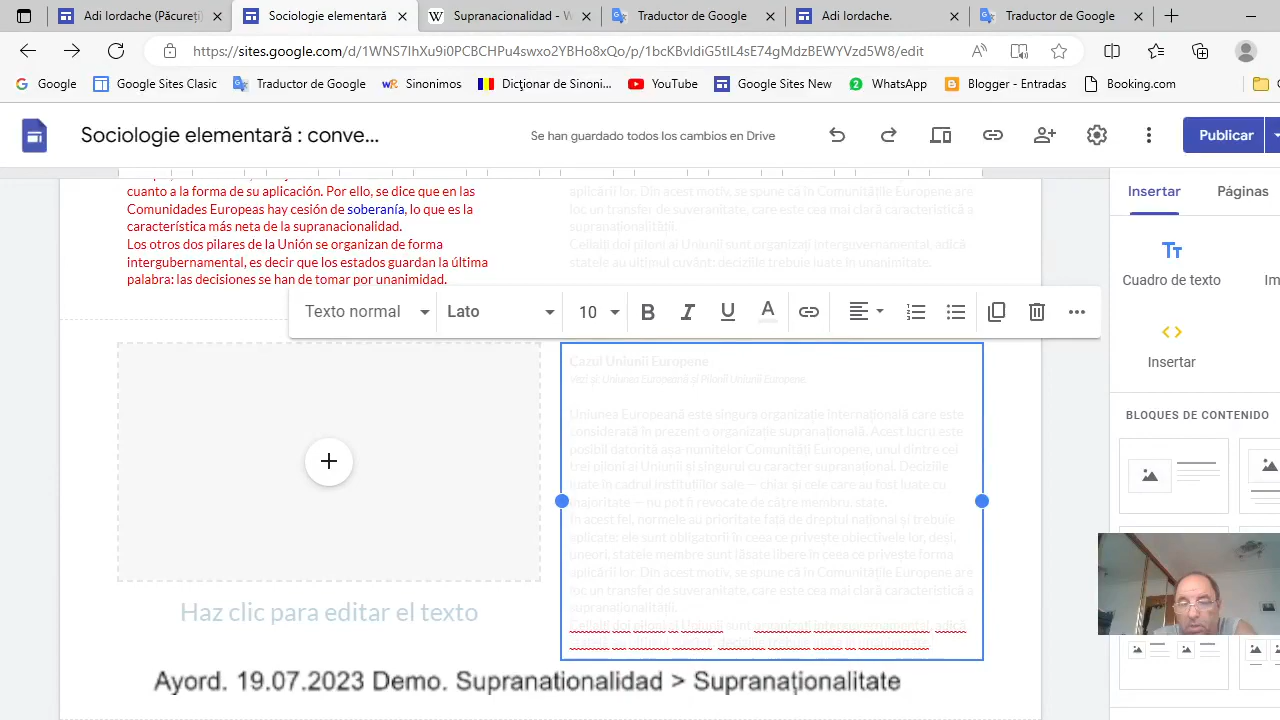 Adi Iordache (Păcureți)
Sociologie elementară
Supranacionalidad - W
Traductor de Google
Adi Iordache.
Traductor de Google
https://sites.google.com/d/1WNS7IhXu9i0PCBCHPu4swxo2YBHo8xQo/p/1bcKBvldiG5tIL4sE74gMdzBEWYVzd5W8/edit
Google
Google Sites Clasic
Traductor de Google
Sinonimos
Dicţionar de Sinoni...
YouTube
Google Sites New
WhatsApp
Blogger - Entradas
Booking.com
Sociologie elementară : conve...
Se han guardado todos los cambios en Drive
Publicar
Insertar
Páginas
cuanto a la forma de su aplicación. Por ello, se dice que en las
Comunidades Europeas hay cesión de soberanía, lo que es la
característica más neta de la supranacionalidad.
Los otros dos pilares de la Unión se organizan de forma
intergubernamental, es decir que los estados guardan la última
palabra: las decisiones se han de tomar por unanimidad.
aplicării lor. Din acest motiv, se spune că în Comunitățile Europene are
loc un transfer de suveranitate, care este cea mai clară caracteristică a
supranaționalității.
Ceilalți doi piloni ai Uniunii sunt organizați interguvernamental, adică
statele au ultimul cuvânt: deciziile trebuie luate în unanimitate.
Texto normal
Lato
10
B
I
U
A
Cuadro de texto
Im
Insertar
BLOQUES DE CONTENIDO
Cazul Uniunii Europene
Vezi și: Uniunea Europeană și Pilonii Uniunii Europene
Uniunea Europeană este singura organizație internațională care este
considerată în prezent o organizație supranațională. Acest lucru este
posibil datorită așa-numitelor Comunități Europene, unul dintre cei
trei piloni ai Uniunii și singurul cu caracter supranațional. Deciziile
luate în cadrul instituțiilor sale — chiar și cele care au fost luate cu
majoritate — nu pot fi revocate de către membru. state.
În acest fel, normele au prioritate față de dreptul național și trebuie
aplicate: ele sunt obligatorii în ceea ce privește obiectivele lor, deși,
uneori, statele membre sunt lăsate libere în ceea ce privește forma
aplicării lor. Din acest motiv, se spune că în Comunitățile Europene are
loc un transfer de suveranitate, care este cea mai clară caracteristică a
supranaționalității.
Ceilalți doi piloni ai Uniunii sunt organizați interguvernamental, adică
Haz clic para editar el texto
Ayord. 19.07.2023 Demo. Supranationalidad > Supranaționalitate